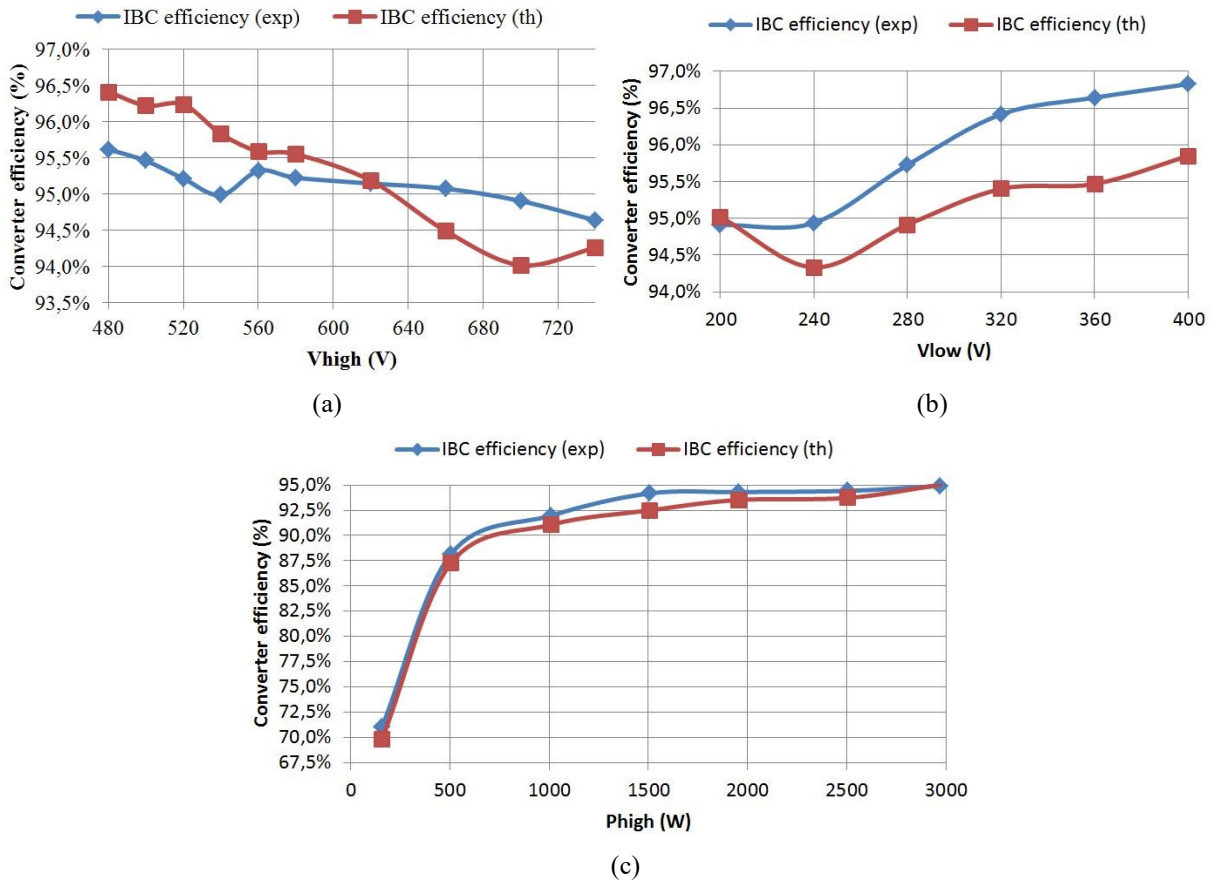 IBC efficiency (exp) IBC efficiency (th)
Converter efficiency (%)
97,0%
96,5%
96,0%
95,5%
95,0%
94,5%
94,0%
93,5%
480 520 560 600 640 680 720
Vhigh (V)
(a)
IBC efficiency (exp) IBC efficiency (th)
Converter efficiency (%)
97,0%
96,5%
96,0%
95,5%
95,0%
94,5%
94,0%
200 240 280 320 360 400
Vlow (V)
(b)
IBC efficiency (exp) IBC efficiency (th)
Converter efficiency (%)
95,0%
92,5%
90,0%
87,5%
85,0%
82,5%
80,0%
77,5%
75,0%
72,5%
70,0%
67,5%
0 500 1000 1500 2000 2500 3000
Phigh (W)
(c)